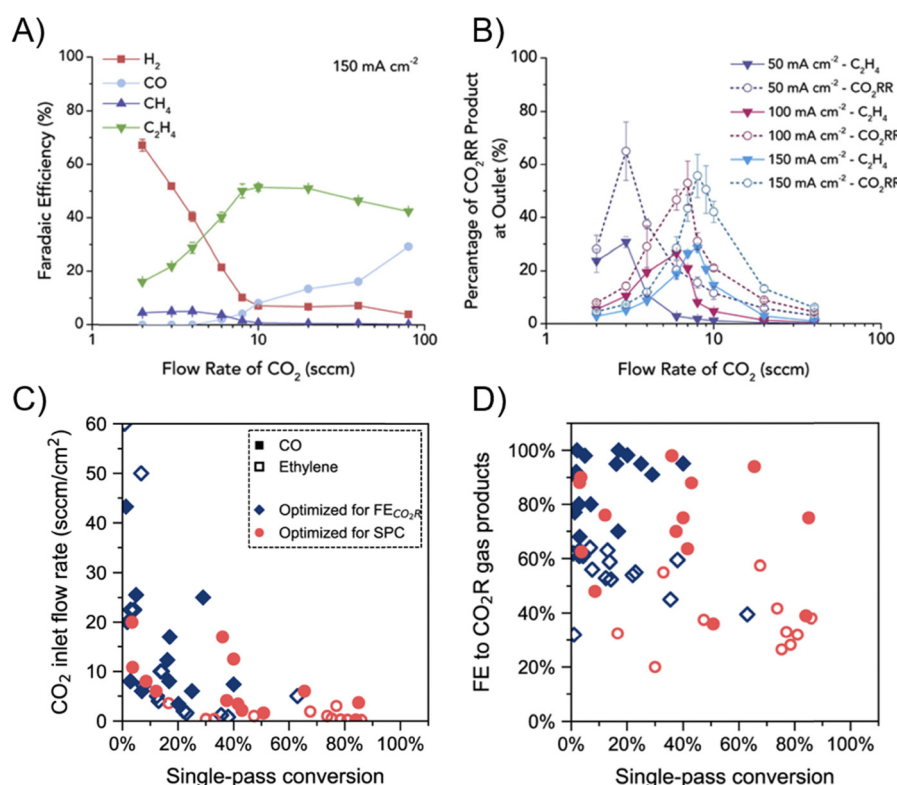 A)
150 mA cm⁻²
H₂
CO
CH₄
C₂H₄
Faradaic Efficiency (%)
100
80
60
40
20
0
1
10
100
Flow Rate of CO₂ (sccm)
B)
50 mA cm⁻² - C₂H₄
50 mA cm⁻² - CO₂RR
100 mA cm⁻² - C₂H₄
100 mA cm⁻² - CO₂RR
150 mA cm⁻² - C₂H₄
150 mA cm⁻² - CO₂RR
Percentage of CO₂RR Product
at Outlet (%)
100
80
60
40
20
0
1
10
100
Flow Rate of CO₂ (sccm)
C)
CO
Ethylene
Optimized for FE_CO₂R
Optimized for SPC
CO₂ inlet flow rate (sccm/cm²)
60
50
40
30
25
20
15
10
5
0
0%
20%
40%
60%
80%
100%
Single-pass conversion
D)
FE to CO₂R gas products
100%
80%
60%
40%
20%
0%
0%
20%
40%
60%
80%
100%
Single-pass conversion